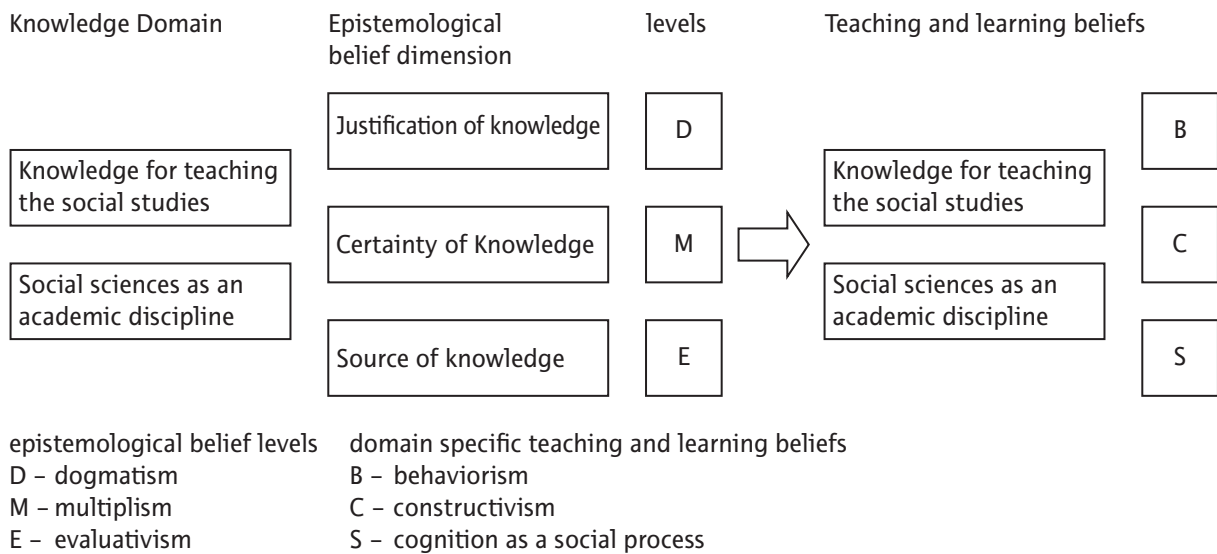 Knowledge Domain
Epistemological
belief dimension
levels
Teaching and learning beliefs
Knowledge for teaching
the social studies
Social sciences as an
academic discipline
Justification of knowledge
Certainty of Knowledge
Source of knowledge
D
M
E
Knowledge for teaching
the social studies
Social sciences as an
academic discipline
B
C
S
epistemological belief levels
D – dogmatism
M – multiplism
E – evaluativism
domain specific teaching and learning beliefs
B – behaviorism
C – constructivism
S – cognition as a social process